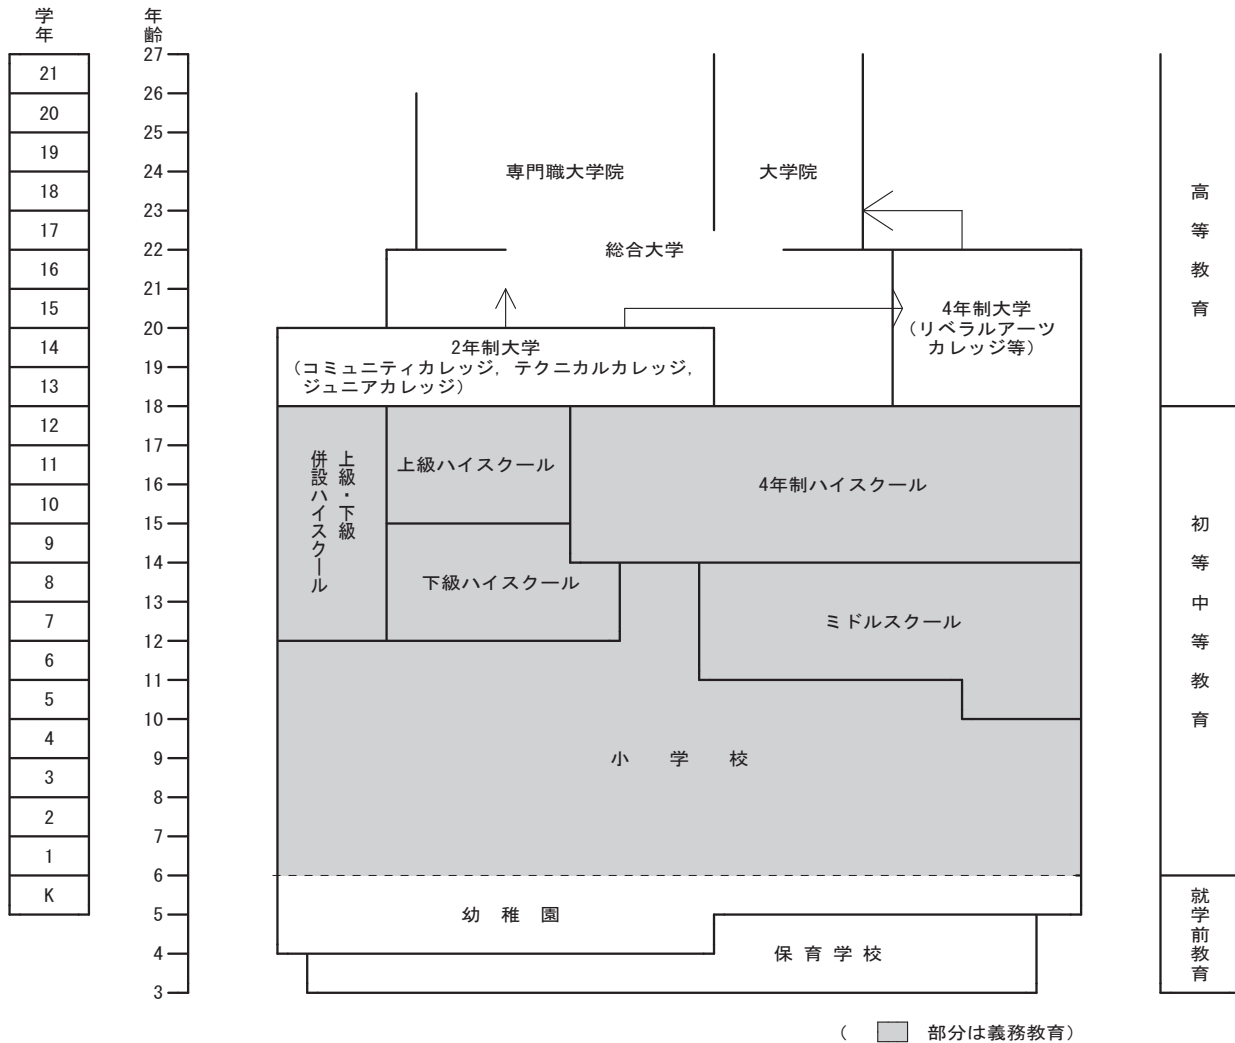 学年
年齢
27
21
26
20
25
19
24
専門職大学院
大学院
18
23
17
22
総合大学
16
21
15
20
14
19
13
18
4年制大学
(リベラルアーツ
カレッジ等)
2年制大学
(コミュニティカレッジ,テクニカルカレッジ,
ジュニアカレッジ)
高等教育
12
17
11
16
10
15
9
14
8
13
7
12
6
11
5
10
4
9
3
8
2
7
1
6
K
5
4
3
上級・下級
併設ハイスクール
上級ハイスクール
4年制ハイスクール
下級ハイスクール
ミドルスクール
小学校
初等中等教育
幼稚園
保育学校
就学前教育
( 部分は義務教育)